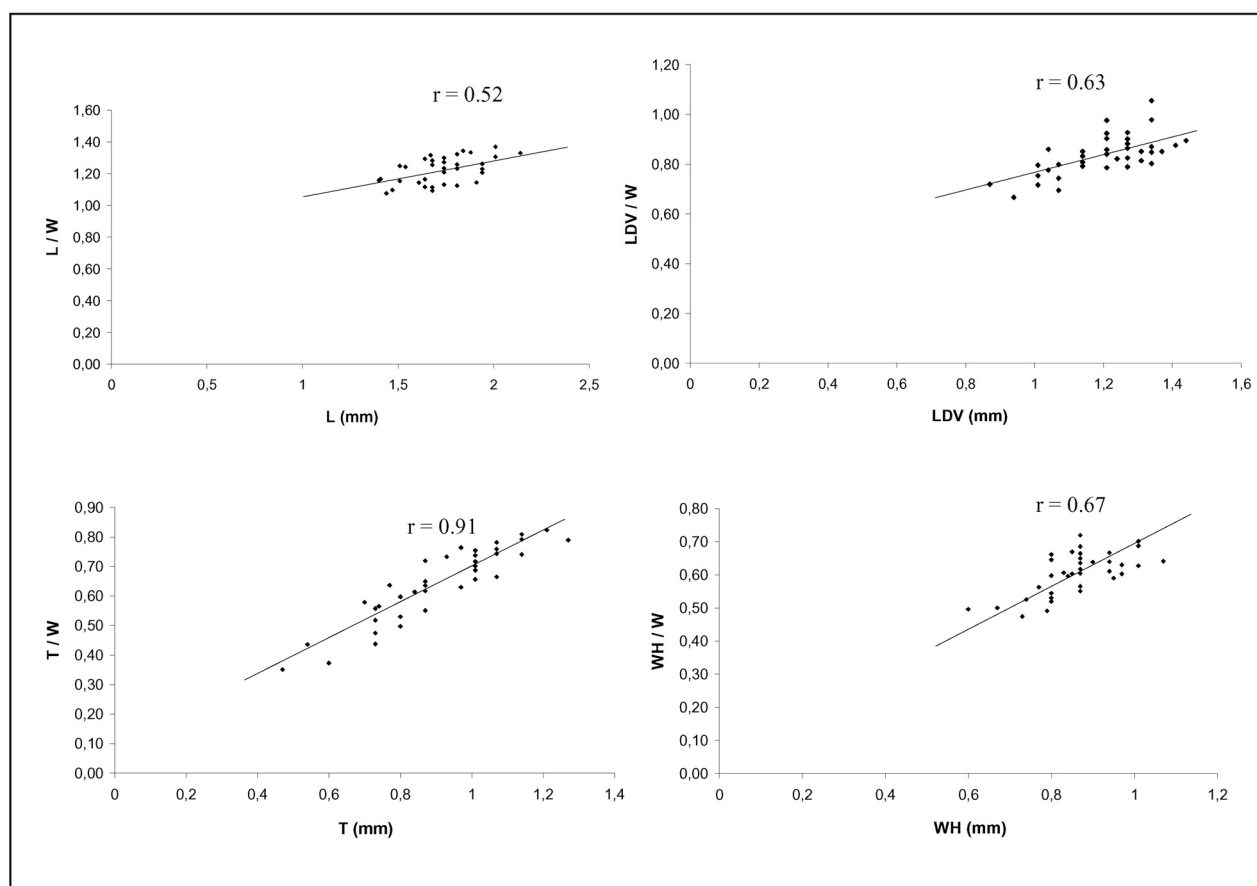 r = 0.52
1,60
1,40
1,20
1,00
0,80
0,60
0,40
0,20
0,00
L / W
0 0,5 1 1,5 2 2,5
L (mm)
r = 0.63
1,20
1,00
0,80
0,60
0,40
0,20
0,00
LDV / W
0 0,2 0,4 0,6 0,8 1 1,2 1,4 1,6
LDV (mm)
r = 0.91
0,90
0,80
0,70
0,60
0,50
0,40
0,30
0,20
0,10
0,00
T / W
0 0,2 0,4 0,6 0,8 1 1,2 1,4
T (mm)
r = 0.67
0,80
0,70
0,60
0,50
0,40
0,30
0,20
0,10
0,00
WH / W
0 0,2 0,4 0,6 0,8 1 1,2
WH (mm)